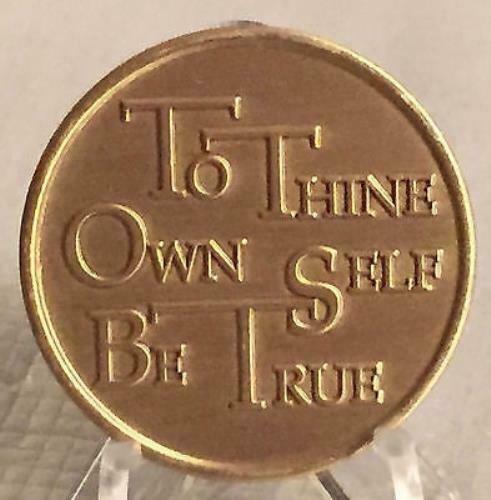 To Thine
Own Self
Be True